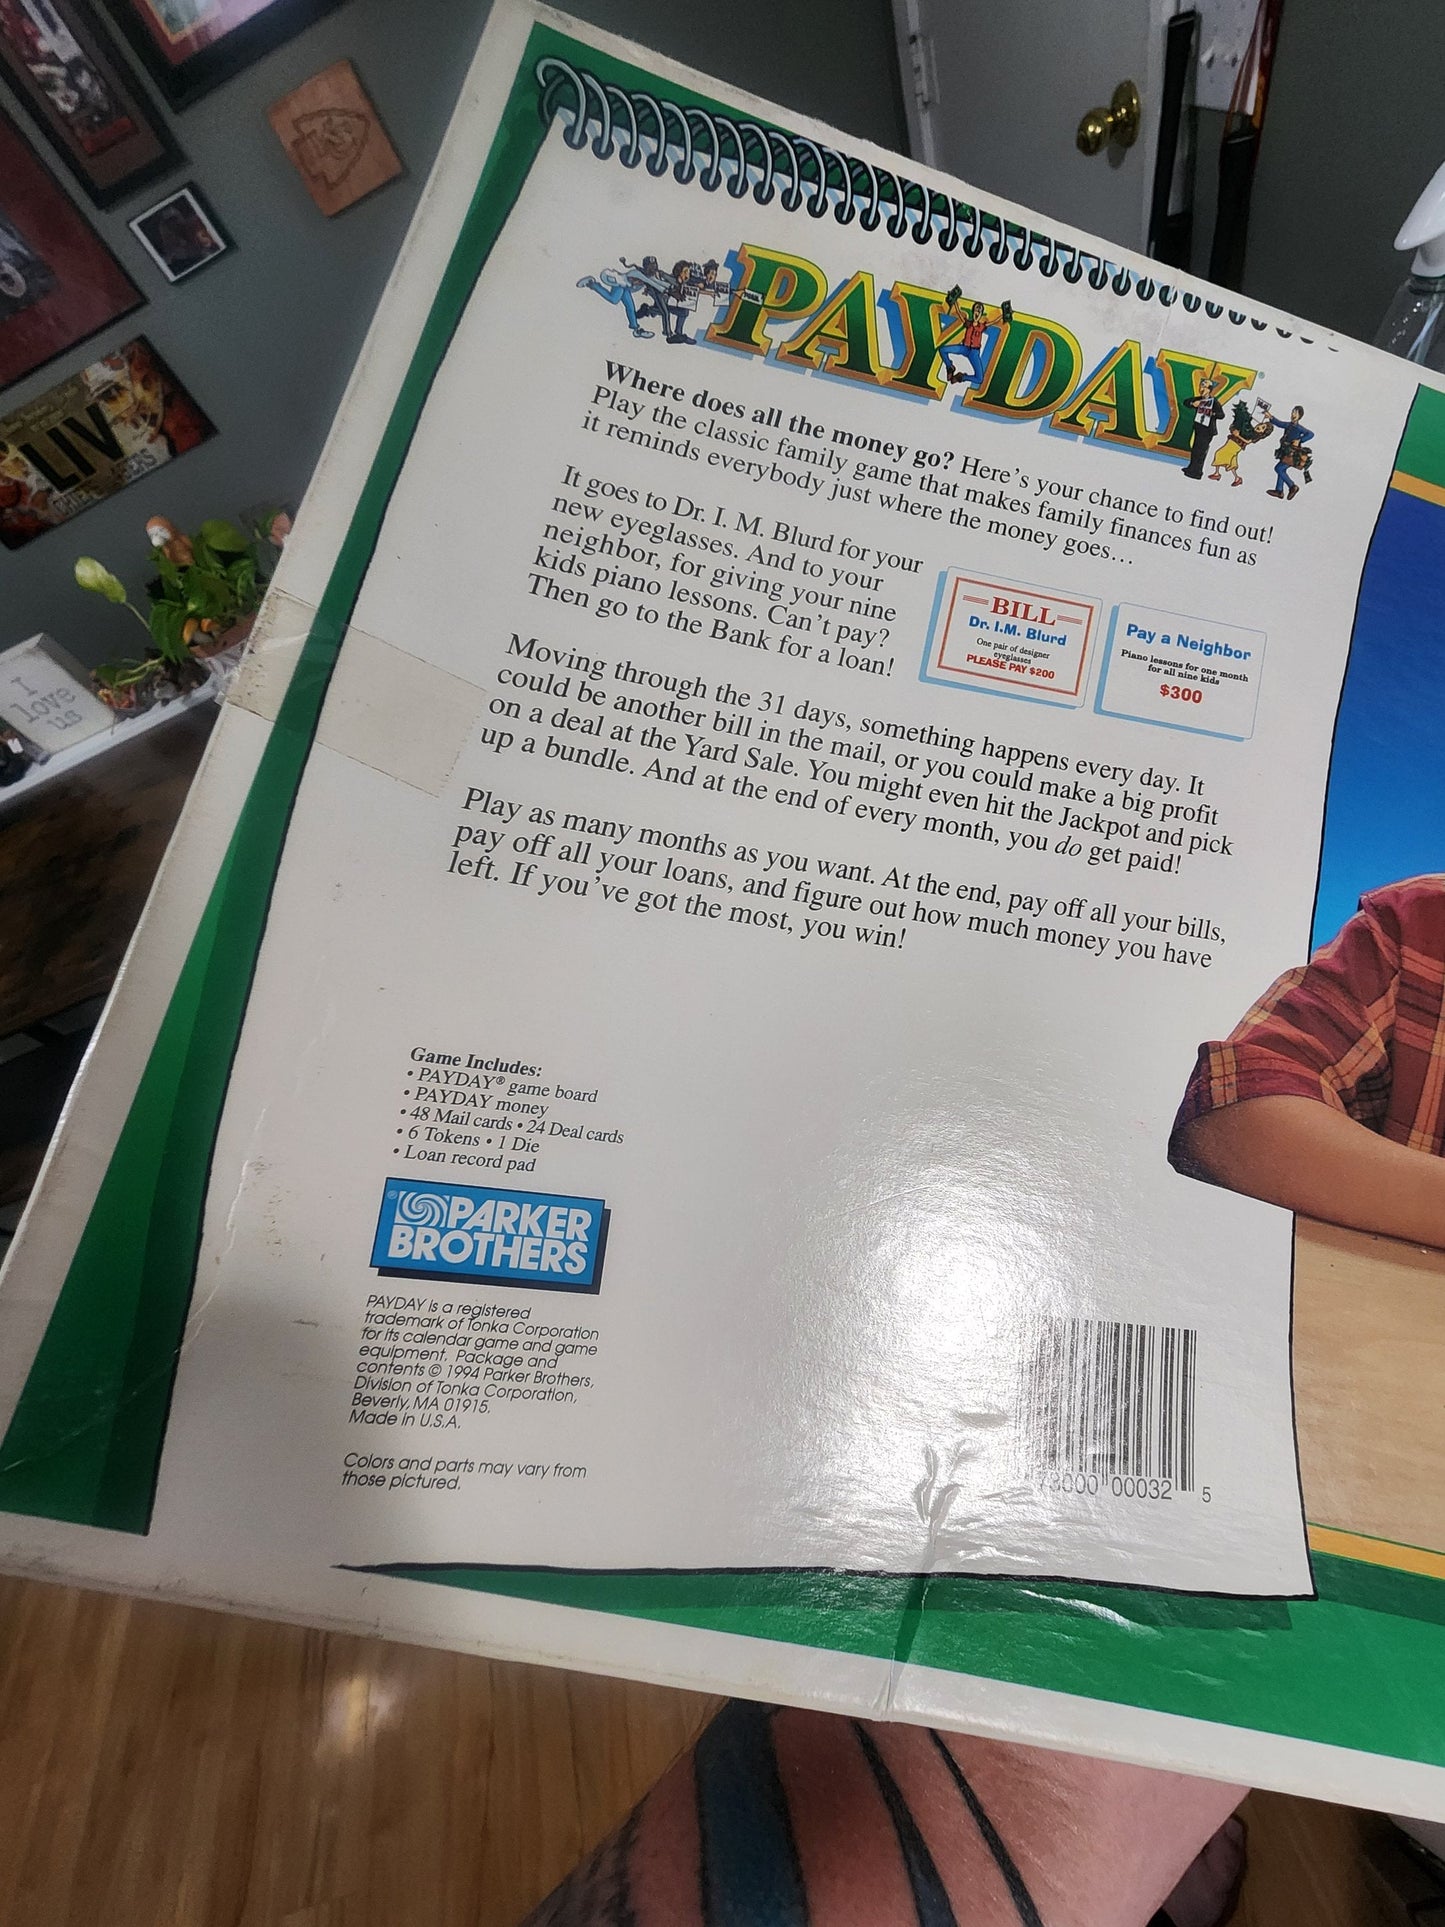 PAYDAY
Where does all the money go? Here's your chance to find out!
Play the classic family game that makes family finances fun as
it reminds everybody just where the money goes...
It goes to Dr. I. M. Blurd for your
new eyeglasses. And to your
neighbor, for giving your nine
kids piano lessons. Can't pay?
Then go to the Bank for a loan!
BILL
Dr. I.M. Blurd
One pair of designer
eyeglasses
PLEASE PAY $200
Pay a Neighbor
Piano lessons for one month
for all nine kids
$300
Moving through the 31 days, something happens every day. It
could be another bill in the mail, or you could make a big profit
on a deal at the Yard Sale. You might even hit the Jackpot and pick
up a bundle. And at the end of every month, you do get paid!
Play as many months as you want. At the end, pay off all your bills,
pay off all your loans, and figure out how much money you have
left. If you've got the most, you win!
Game Includes:
• PAYDAY® game board
• PAYDAY money
• 48 Mail cards • 24 Deal cards
• 6 Tokens • 1 Die
• Loan record pad
® PARKER
BROTHERS
PAYDAY is a registered
trademark of Tonka Corporation
for its calendar game and game
equipment. Package and
contents © 1994 Parker Brothers,
Division of Tonka Corporation,
Beverly, MA 01915.
Made in U.S.A.
Colors and parts may vary from
those pictured.
73000 00032 5
I
love
us
LIV